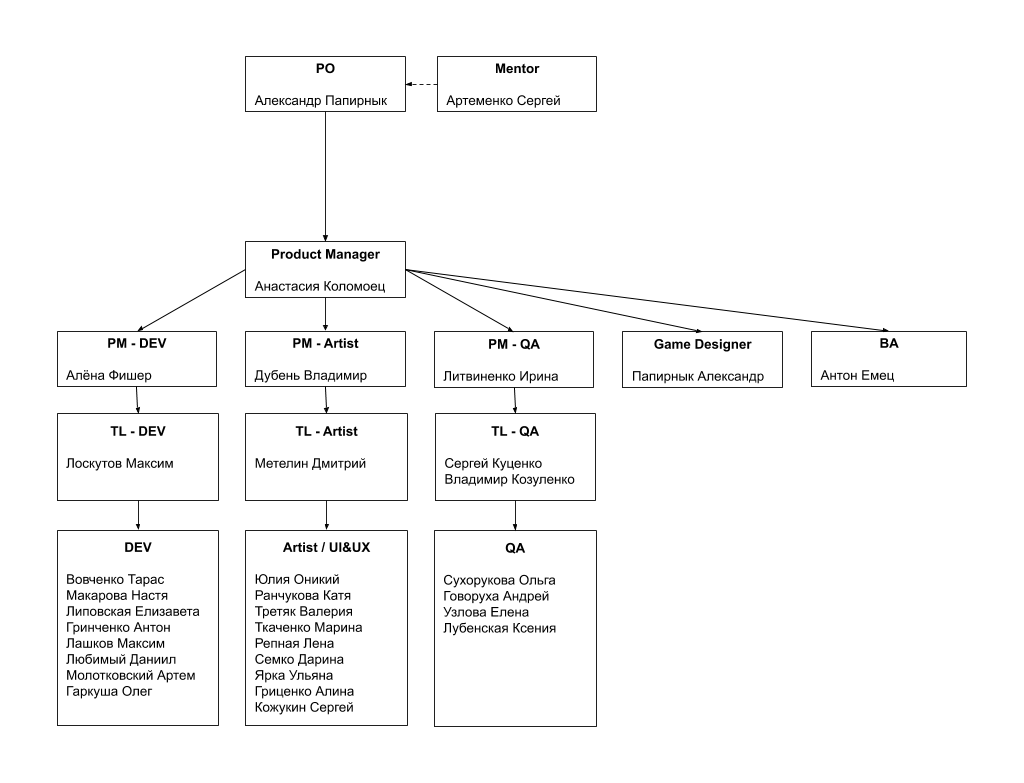 PO
Александр Папирнык
Mentor
Артеменко Сергей
Product Manager
Анастасия Коломоец
PM - DEV
Алёна Фишер
PM - Artist
Дубень Владимир
PM - QA
Литвиненко Ирина
Game Designer
Папирнык Александр
BA
Антон Емец
TL - DEV
Лоскутов Максим
TL - Artist
Метелин Дмитрий
TL - QA
Сергей Куценко
Владимир Козуленко
DEV
Вовченко Тарас
Макарова Настя
Липовская Елизавета
Гринченко Антон
Лашков Максим
Любимый Даниил
Молотковский Артем
Гаркуша Олег
Artist / UI&UX
Юлия Оникий
Ранчукова Катя
Третяк Валерия
Ткаченко Марина
Репная Лена
Семко Дарина
Ярка Ульяна
Гриценко Алина
Кожукин Сергей
QA
Сухорукова Ольга
Говоруха Андрей
Узлова Елена
Лубенская Ксения